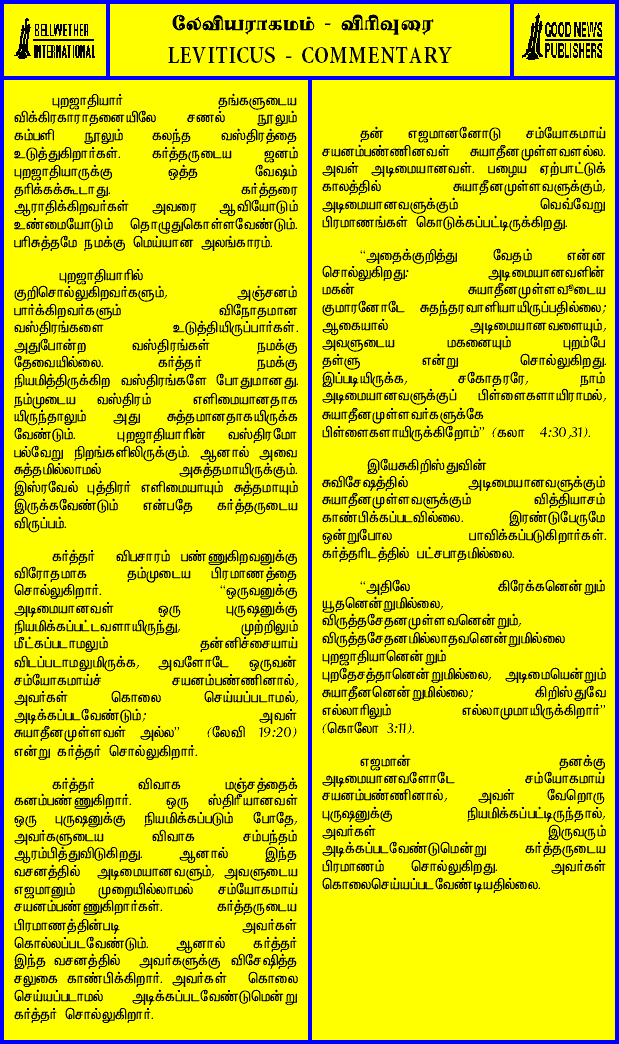 BELLWETHER
INTERNATIONAL
லேவியராகமம் - விரிவுரை
LEVITICUS - COMMENTARY
GOOD NEWS
PUBLISHERS
புறஜாதியார் தங்களுடைய
விக்கிரகாராதனையிலே சணல் நூலும்
கம்பளி நூலும் கலந்த வஸ்திரத்தை
உடுத்துகிறார்கள். கர்த்தருடைய ஜனம்
புறஜாதியாருக்கு ஒத்த வேஷம்
தரிக்கக்கூடாது. கர்த்தரை
ஆராதிக்கிறவர்கள் அவரை ஆவியோடும்
உண்மையோடும் தொழுதுகொள்ளவேண்டும்.
பரிசுத்தமே நமக்கு மெய்யான அலங்காரம்.
புறஜாதியாரில்
குறிசொல்லுகிறவர்களும், அஞ்சனம்
பார்க்கிறவர்களும் விநோதமான
வஸ்திரங்களை உடுத்தியிருப்பார்கள்.
அதுபோன்ற வஸ்திரங்கள் நமக்கு
தேவையில்லை. கர்த்தர் நமக்கு
நியமித்திருக்கிற வஸ்திரங்களே போதுமானது.
நம்முடைய வஸ்திரம் எளிமையானதாக
யிருந்தாலும் அது சுத்தமானதாகயிருக்க
வேண்டும். புறஜாதியாரின் வஸ்திரமோ
பல்வேறு நிறங்களிலிருக்கும். ஆனால் அவை
சுத்தமில்லாமல் அசுத்தமாயிருக்கும்.
இஸ்ரவேல் புத்திரர் எளிமையாயும் சுத்தமாயும்
இருக்கவேண்டும் என்பதே கர்த்தருடைய
விருப்பம்.
கர்த்தர் விபசாரம் பண்ணுகிறவனுக்கு
விரோதமாக தம்முடைய பிரமாணத்தை
சொல்லுகிறார். "ஒருவனுக்கு
அடிமையானவள் ஒரு புருஷனுக்கு
நியமிக்கப்பட்டவளாயிருந்து, முற்றிலும்
மீட்கப்படாமலும் தன்னிச்சையாய்
விடப்படாமலுமிருக்க, அவளோடே ஒருவன்
சம்யோகமாய்ச் சயனம்பண்ணினால்,
அவர்கள் கொலை செய்யப்படாமல்,
அடிக்கப்படவேண்டும்; அவள்
சுயாதீனமுள்ளவள் அல்ல" (லேவி 19:20)
என்று கர்த்தர் சொல்லுகிறார்.
கர்த்தர் விவாக மஞ்சத்தைக்
கனம்பண்ணுகிறார். ஒரு ஸ்திரீயானவள்
ஒரு புருஷனுக்கு நியமிக்கப்படும் போதே,
அவர்களுடைய விவாக சம்பந்தம்
ஆரம்பித்துவிடுகிறது. ஆனால் இந்த
வசனத்தில் அடிமையானவளும், அவளுடைய
எஜமானும் முறையில்லாமல் சம்யோகமாய்
சயனம்பண்ணுகிறார்கள். கர்த்தருடைய
பிரமாணத்தின்படி அவர்கள்
கொல்லப்படவேண்டும். ஆனால் கர்த்தர்
இந்த வசனத்தில் அவர்களுக்கு விசேஷித்த
சலுகை காண்பிக்கிறார். அவர்கள் கொலை
செய்யப்படாமல் அடிக்கப்படவேண்டுமென்று
கர்த்தர் சொல்லுகிறார்.
தன் எஜமானனோடு சம்யோகமாய்
சயனம்பண்ணினவள் சுயாதீனமுள்ளவளல்ல.
அவள் அடிமையானவள். பழைய ஏற்பாட்டுக்
காலத்தில் சுயாதீனமுள்ளவளுக்கும்,
அடிமையானவளுக்கும் வெவ்வேறு
பிரமாணங்கள் கொடுக்கப்பட்டிருக்கிறது.
"அதைக்குறித்து வேதம் என்ன
சொல்லுகிறது: அடிமையானவளின்
மகன் சுயாதீனமுள்ளவளுடைய
குமாரனோடே சுதந்தரவாளியாயிருப்பதில்லை;
ஆகையால் அடிமையானவளையும்,
அவளுடைய மகனையும் புறம்பே
தள்ளு என்று சொல்லுகிறது.
இப்படியிருக்க, சகோதரரே, நாம்
அடிமையானவளுக்குப் பிள்ளைகளாயிராமல்,
சுயாதீனமுள்ளவர்களுக்கே
பிள்ளைகளாயிருக்கிறோம்" (கலா 4:30,31).
இயேசுகிறிஸ்துவின்
சுவிசேஷத்தில் அடிமையானவளுக்கும்
சுயாதீனமுள்ளவளுக்கும் வித்தியாசம்
காண்பிக்கப்படவில்லை. இரண்டுபேருமே
ஒன்றுபோல பாவிக்கப்படுகிறார்கள்.
கர்த்தரிடத்தில் பட்சபாதமில்லை.
"அதிலே கிரேக்கனென்றும்
யூதனென்றுமில்லை,
விருத்தசேதனமுள்ளவனென்றும்,
விருத்தசேதனமில்லாதவனென்றுமில்லை
புறஜாதியானென்றும்
புறதேசத்தானென்றுமில்லை, அடிமையென்றும்
சுயாதீனனென்றுமில்லை; கிறிஸ்துவே
எல்லாரிலும் எல்லாமுமாயிருக்கிறார்"
(கொலோ 3:11).
எஜமான் தனக்கு
அடிமையானவளோடே சம்யோகமாய்
சயனம்பண்ணினால், அவள் வேறொரு
புருஷனுக்கு நியமிக்கப்பட்டிருந்தால்,
அவர்கள் இருவரும்
அடிக்கப்படவேண்டுமென்று கர்த்தருடைய
பிரமாணம் சொல்லுகிறது. அவர்கள்
கொலைசெய்யப்படவேண்டியதில்லை.